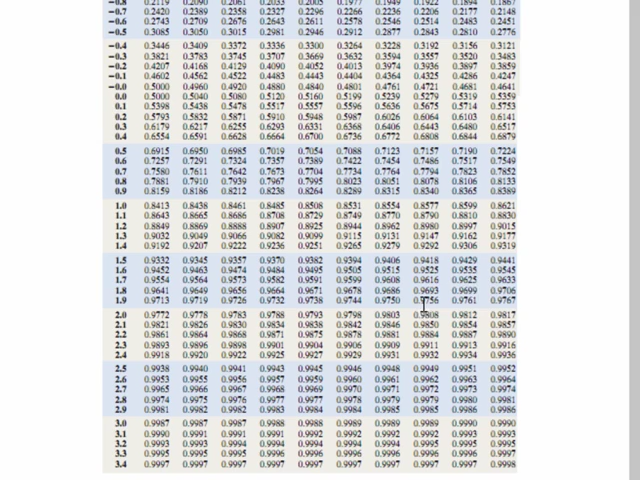 −0.8 0.2119 0.2090 0.2061 0.2033 0.2005 0.1977 0.1949 0.1922 0.1894 0.1867
−0.7 0.2420 0.2389 0.2358 0.2327 0.2296 0.2266 0.2236 0.2206 0.2177 0.2148
−0.6 0.2743 0.2709 0.2676 0.2643 0.2611 0.2578 0.2546 0.2514 0.2483 0.2451
−0.5 0.3085 0.3050 0.3015 0.2981 0.2946 0.2912 0.2877 0.2843 0.2810 0.2776
−0.4 0.3446 0.3409 0.3372 0.3336 0.3300 0.3264 0.3228 0.3192 0.3156 0.3121
−0.3 0.3821 0.3783 0.3745 0.3707 0.3669 0.3632 0.3594 0.3557 0.3520 0.3483
−0.2 0.4207 0.4168 0.4129 0.4090 0.4052 0.4013 0.3974 0.3936 0.3897 0.3859
−0.1 0.4602 0.4562 0.4522 0.4483 0.4443 0.4404 0.4364 0.4325 0.4286 0.4247
−0.0 0.5000 0.4960 0.4920 0.4880 0.4840 0.4801 0.4761 0.4721 0.4681 0.4641
0.0 0.5000 0.5040 0.5080 0.5120 0.5160 0.5199 0.5239 0.5279 0.5319 0.5359
0.1 0.5398 0.5438 0.5478 0.5517 0.5557 0.5596 0.5636 0.5675 0.5714 0.5753
0.2 0.5793 0.5832 0.5871 0.5910 0.5948 0.5987 0.6026 0.6064 0.6103 0.6141
0.3 0.6179 0.6217 0.6255 0.6293 0.6331 0.6368 0.6406 0.6443 0.6480 0.6517
0.4 0.6554 0.6591 0.6628 0.6664 0.6700 0.6736 0.6772 0.6808 0.6844 0.6879
0.5 0.6915 0.6950 0.6985 0.7019 0.7054 0.7088 0.7123 0.7157 0.7190 0.7224
0.6 0.7257 0.7291 0.7324 0.7357 0.7389 0.7422 0.7454 0.7486 0.7517 0.7549
0.7 0.7580 0.7611 0.7642 0.7673 0.7704 0.7734 0.7764 0.7794 0.7823 0.7852
0.8 0.7881 0.7910 0.7939 0.7967 0.7995 0.8023 0.8051 0.8078 0.8106 0.8133
0.9 0.8159 0.8186 0.8212 0.8238 0.8264 0.8289 0.8315 0.8340 0.8365 0.8389
1.0 0.8413 0.8438 0.8461 0.8485 0.8508 0.8531 0.8554 0.8577 0.8599 0.8621
1.1 0.8643 0.8665 0.8686 0.8708 0.8729 0.8749 0.8770 0.8790 0.8810 0.8830
1.2 0.8849 0.8869 0.8888 0.8907 0.8925 0.8944 0.8962 0.8980 0.8997 0.9015
1.3 0.9032 0.9049 0.9066 0.9082 0.9099 0.9115 0.9131 0.9147 0.9162 0.9177
1.4 0.9192 0.9207 0.9222 0.9236 0.9251 0.9265 0.9279 0.9292 0.9306 0.9319
1.5 0.9332 0.9345 0.9357 0.9370 0.9382 0.9394 0.9406 0.9418 0.9429 0.9441
1.6 0.9452 0.9463 0.9474 0.9484 0.9495 0.9505 0.9515 0.9525 0.9535 0.9545
1.7 0.9554 0.9564 0.9573 0.9582 0.9591 0.9599 0.9608 0.9616 0.9625 0.9633
1.8 0.9641 0.9649 0.9656 0.9664 0.9671 0.9678 0.9686 0.9693 0.9699 0.9706
1.9 0.9713 0.9719 0.9726 0.9732 0.9738 0.9744 0.9750 0.9756 0.9761 0.9767
2.0 0.9772 0.9778 0.9783 0.9788 0.9793 0.9798 0.9803 0.9808 0.9812 0.9817
2.1 0.9821 0.9826 0.9830 0.9834 0.9838 0.9842 0.9846 0.9850 0.9854 0.9857
2.2 0.9861 0.9864 0.9868 0.9871 0.9875 0.9878 0.9881 0.9884 0.9887 0.9890
2.3 0.9893 0.9896 0.9898 0.9901 0.9904 0.9906 0.9909 0.9911 0.9913 0.9916
2.4 0.9918 0.9920 0.9922 0.9925 0.9927 0.9929 0.9931 0.9932 0.9934 0.9936
2.5 0.9938 0.9940 0.9941 0.9943 0.9945 0.9946 0.9948 0.9949 0.9951 0.9952
2.6 0.9953 0.9955 0.9956 0.9957 0.9959 0.9960 0.9961 0.9962 0.9963 0.9964
2.7 0.9965 0.9966 0.9967 0.9968 0.9969 0.9970 0.9971 0.9972 0.9973 0.9974
2.8 0.9974 0.9975 0.9976 0.9977 0.9977 0.9978 0.9979 0.9979 0.9980 0.9981
2.9 0.9981 0.9982 0.9982 0.9983 0.9984 0.9984 0.9985 0.9985 0.9986 0.9986
3.0 0.9987 0.9987 0.9987 0.9988 0.9988 0.9989 0.9989 0.9989 0.9990 0.9990
3.1 0.9990 0.9991 0.9991 0.9991 0.9992 0.9992 0.9992 0.9992 0.9993 0.9993
3.2 0.9993 0.9993 0.9994 0.9994 0.9994 0.9994 0.9994 0.9995 0.9995 0.9995
3.3 0.9995 0.9995 0.9995 0.9996 0.9996 0.9996 0.9996 0.9996 0.9996 0.9997
3.4 0.9997 0.9997 0.9997 0.9997 0.9997 0.9997 0.9997 0.9997 0.9997 0.9998